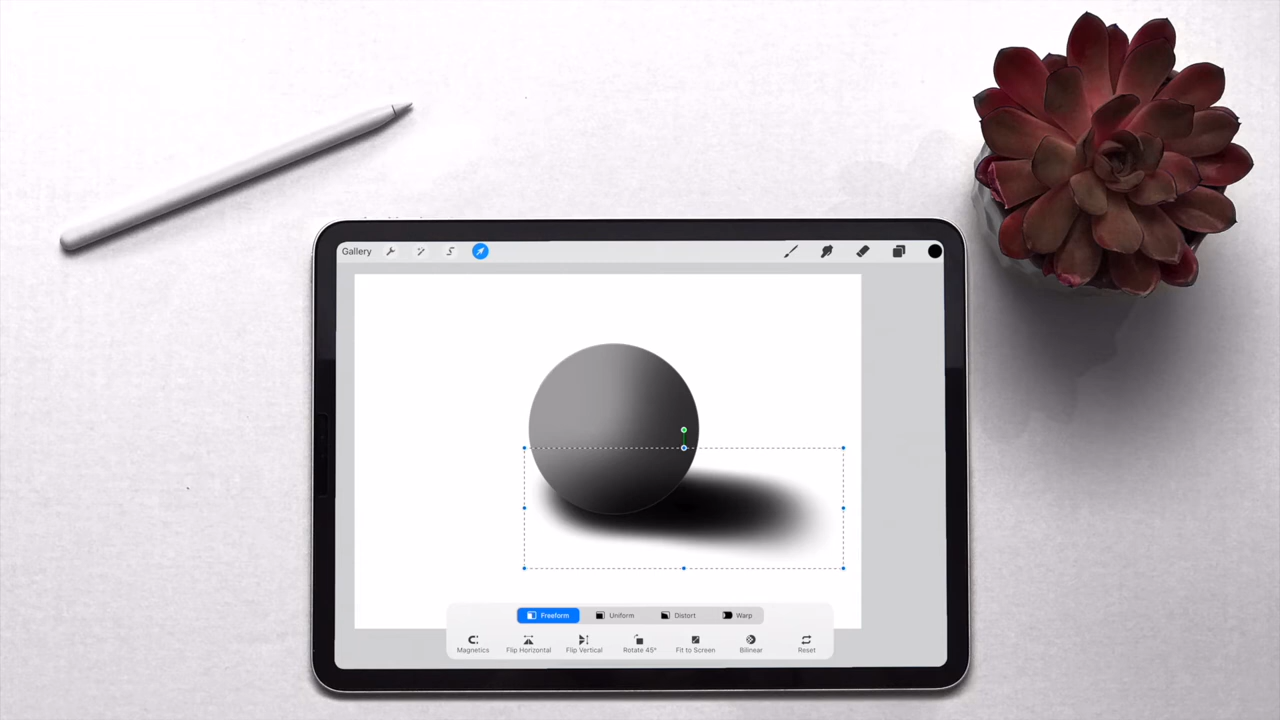 Gallery
Freeform Uniform Distort Warp
Magnetics Flip Horizontal Flip Vertical Rotate 45° Fit to Screen Bilinear Reset